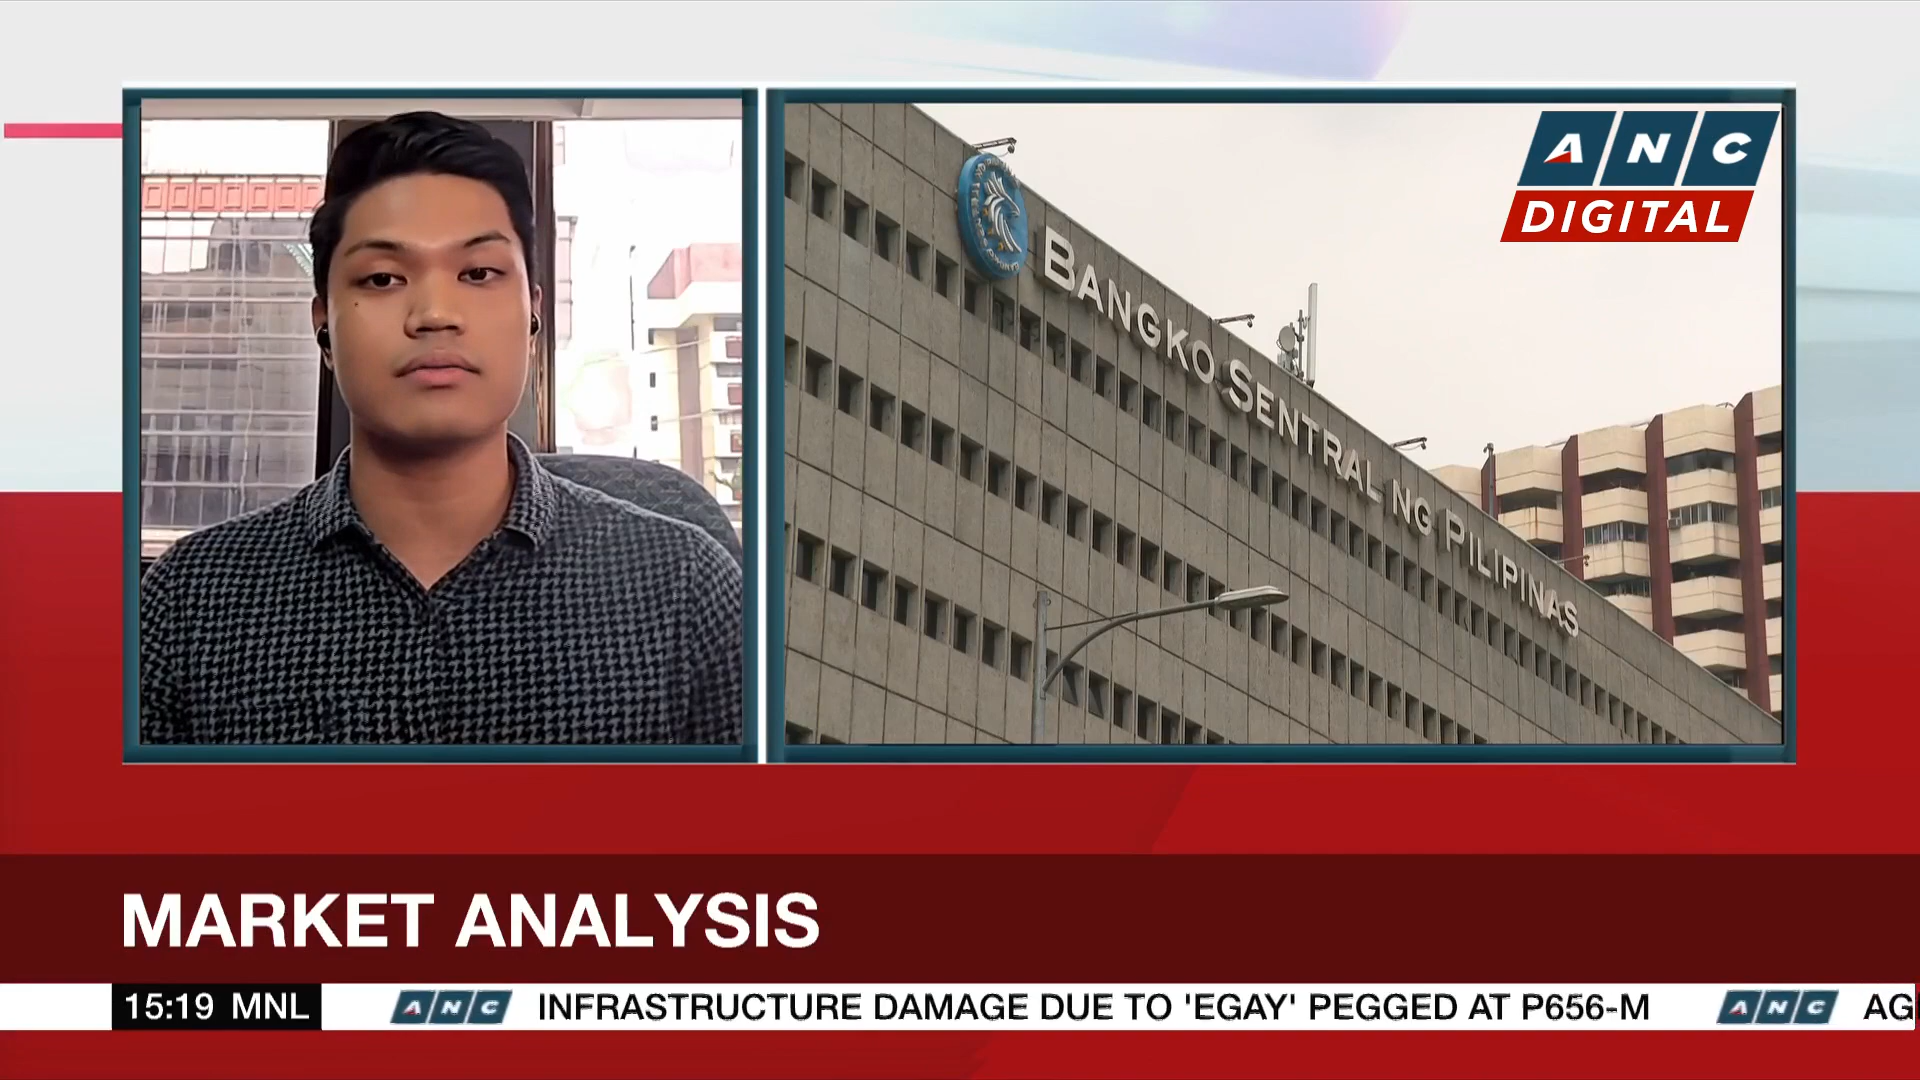 ANC
DIGITAL
BANGKO SENTRAL NG PILIPINAS
MARKET ANALYSIS
15:19 MNL ANC INFRASTRUCTURE DAMAGE DUE TO 'EGAY' PEGGED AT P656-M ANC AG